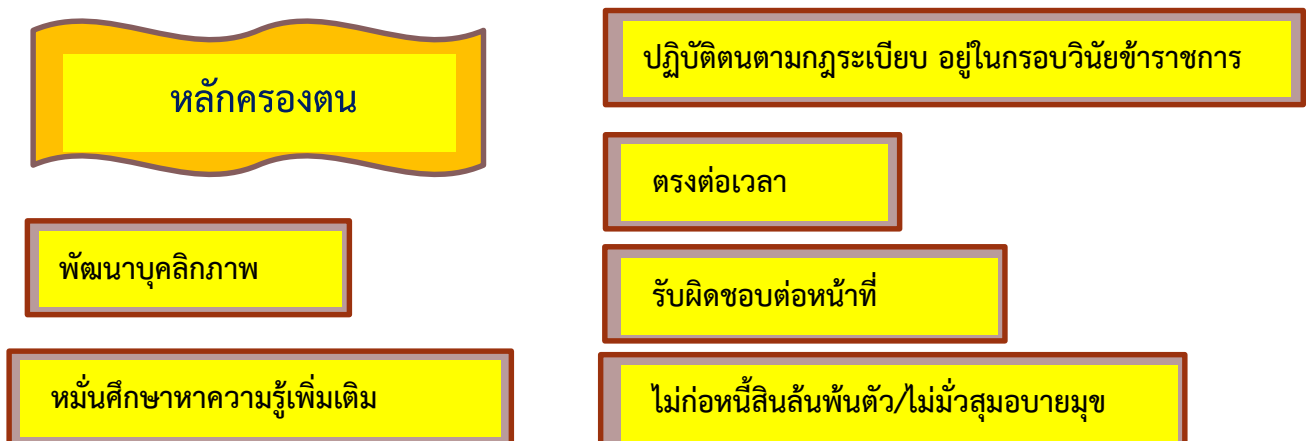 หลักครองตน
พัฒนาบุคลิกภาพ
หมั่นศึกษาหาความรู้เพิ่มเติม
ปฏิบัติตนตามกฎระเบียบ อยู่ในกรอบวินัยข้าราชการ
ตรงต่อเวลา
รับผิดชอบต่อหน้าที่
ไม่ก่อหนี้สินล้นพ้นตัว/ไม่มั่วสุมอบายมุข